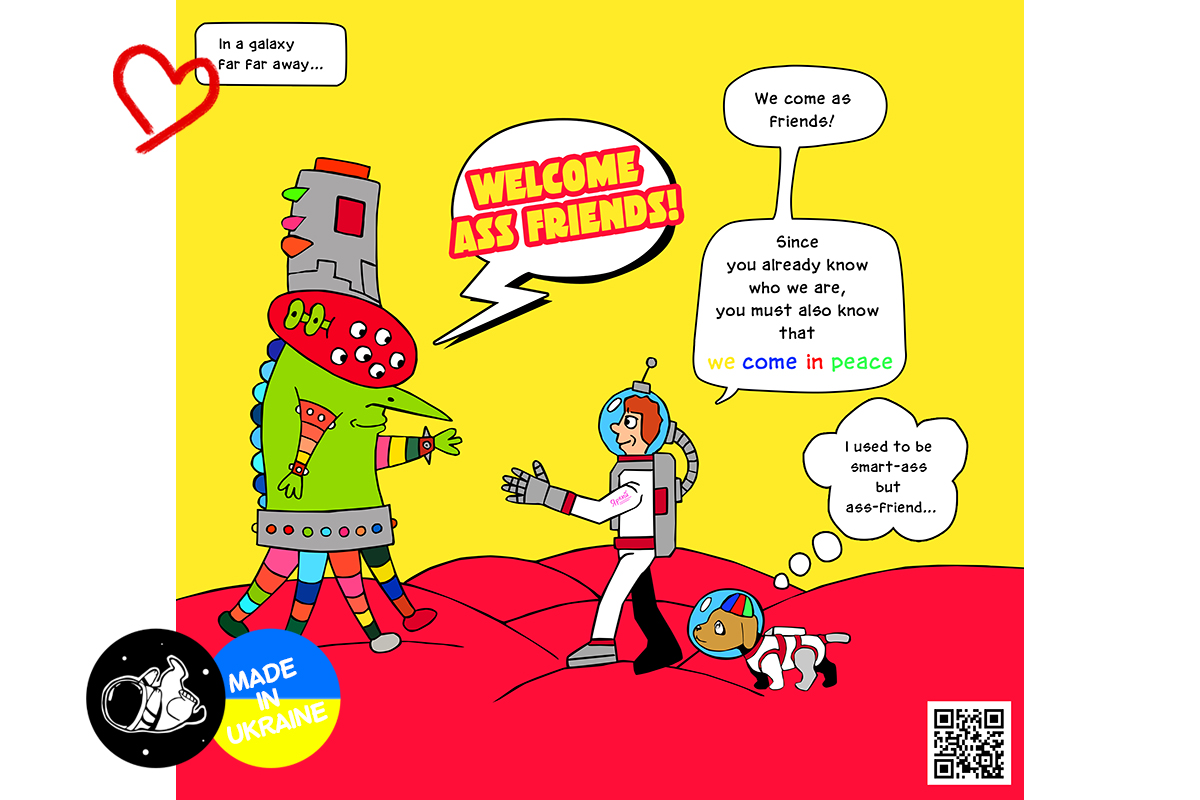 In a galaxy
far far away...
WELCOME
ASS FRIENDS!
We come as
friends!
Since
you already know
who we are,
you must also know
that
we come in peace
I used to be
smart-ass
but
ass-friend...
MADE
IN
UKRAINE